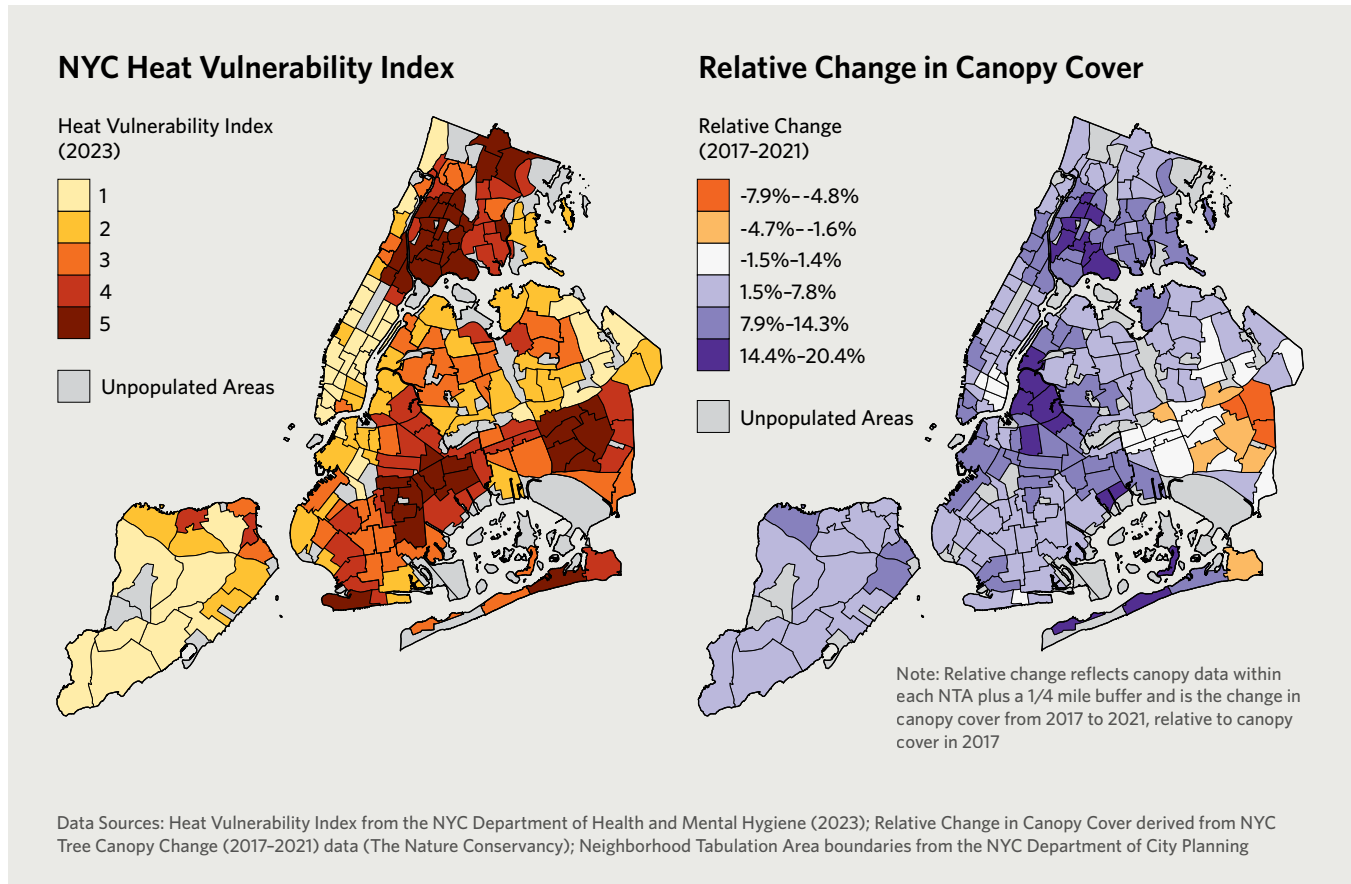 NYC Heat Vulnerability Index
Heat Vulnerability Index
(2023)
1
2
3
4
5
Unpopulated Areas
Relative Change in Canopy Cover
Relative Change
(2017–2021)
-7.9%–-4.8%
-4.7%–-1.6%
-1.5%–1.4%
1.5%–7.8%
7.9%–14.3%
14.4%–20.4%
Unpopulated Areas
Note: Relative change reflects canopy data within
each NTA plus a 1/4 mile buffer and is the change in
canopy cover from 2017 to 2021, relative to canopy
cover in 2017
Data Sources: Heat Vulnerability Index from the NYC Department of Health and Mental Hygiene (2023); Relative Change in Canopy Cover derived from NYC
Tree Canopy Change (2017–2021) data (The Nature Conservancy); Neighborhood Tabulation Area boundaries from the NYC Department of City Planning